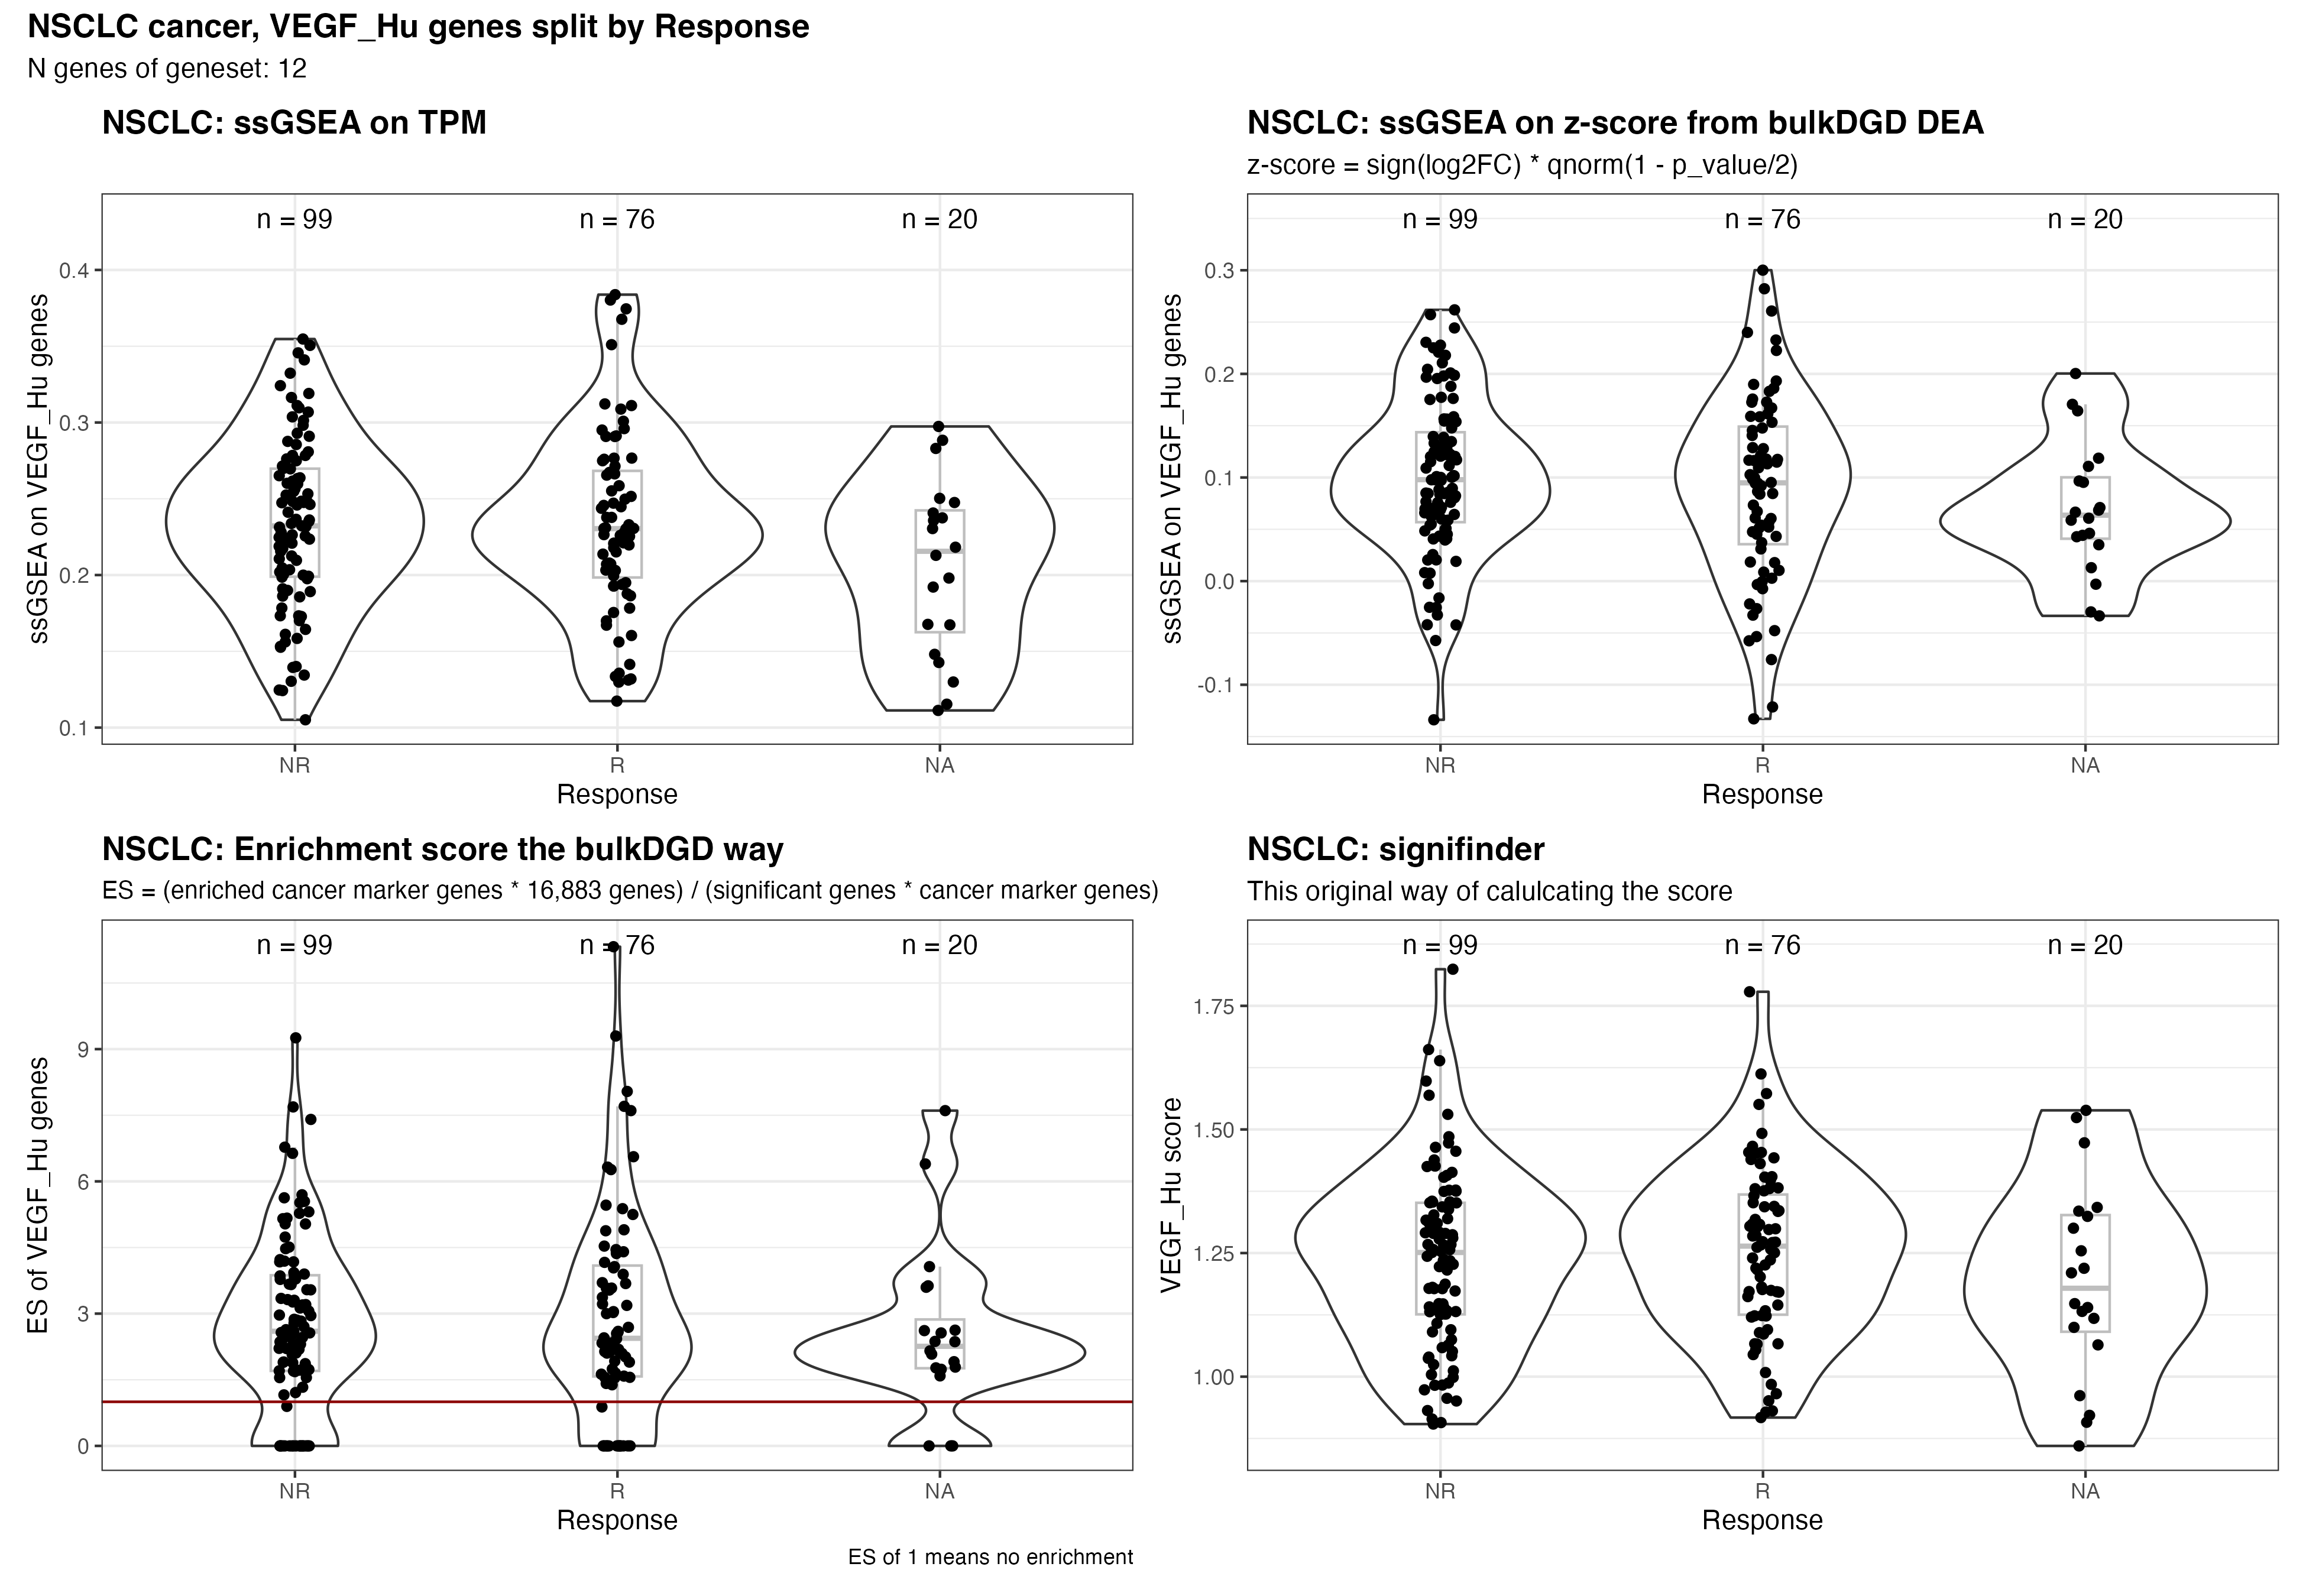 NSCLC cancer, VEGF_Hu genes split by Response
N genes of geneset: 12
NSCLC: ssGSEA on TPM
n = 99
n = 76
n = 20
ssGSEA on VEGF_Hu genes
0.4
0.3
0.2
0.1
NR
R
NA
Response
NSCLC: ssGSEA on z-score from bulkDGD DEA
z-score = sign(log2FC) * qnorm(1 - p_value/2)
n = 99
n = 76
n = 20
ssGSEA on VEGF_Hu genes
0.3
0.2
0.1
0.0
-0.1
NR
R
NA
Response
NSCLC: Enrichment score the bulkDGD way
ES = (enriched cancer marker genes * 16,883 genes) / (significant genes * cancer marker genes)
n = 99
n = 76
n = 20
ES of VEGF_Hu genes
9
6
3
0
NR
R
NA
Response
ES of 1 means no enrichment
NSCLC: signifinder
This original way of calulcating the score
n = 99
n = 76
n = 20
VEGF_Hu score
1.75
1.50
1.25
1.00
NR
R
NA
Response